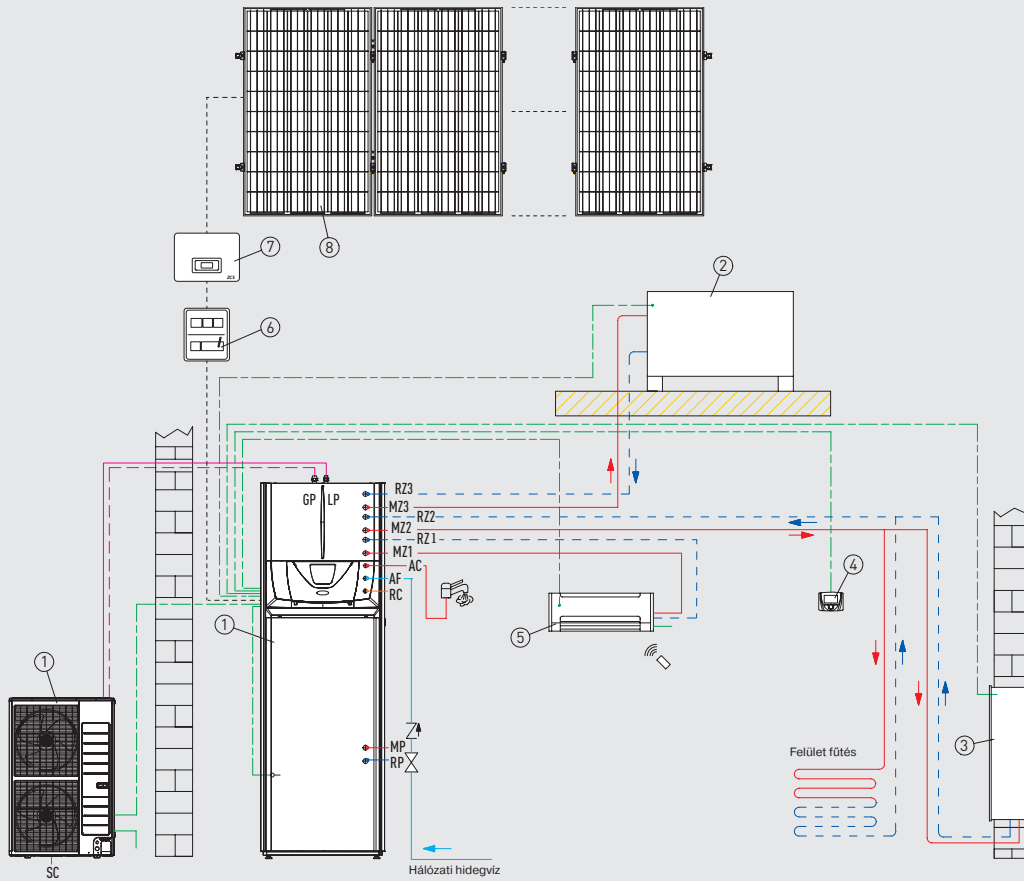 8
7
ZCS
2
6
RZ3
GP LP
MZ3
RZ2
MZ2
RZ1
MZ1
AC
AF
4
RC
1
5
1
3
MP
Felület fűtés
RP
Hálózati hidegvíz
SC